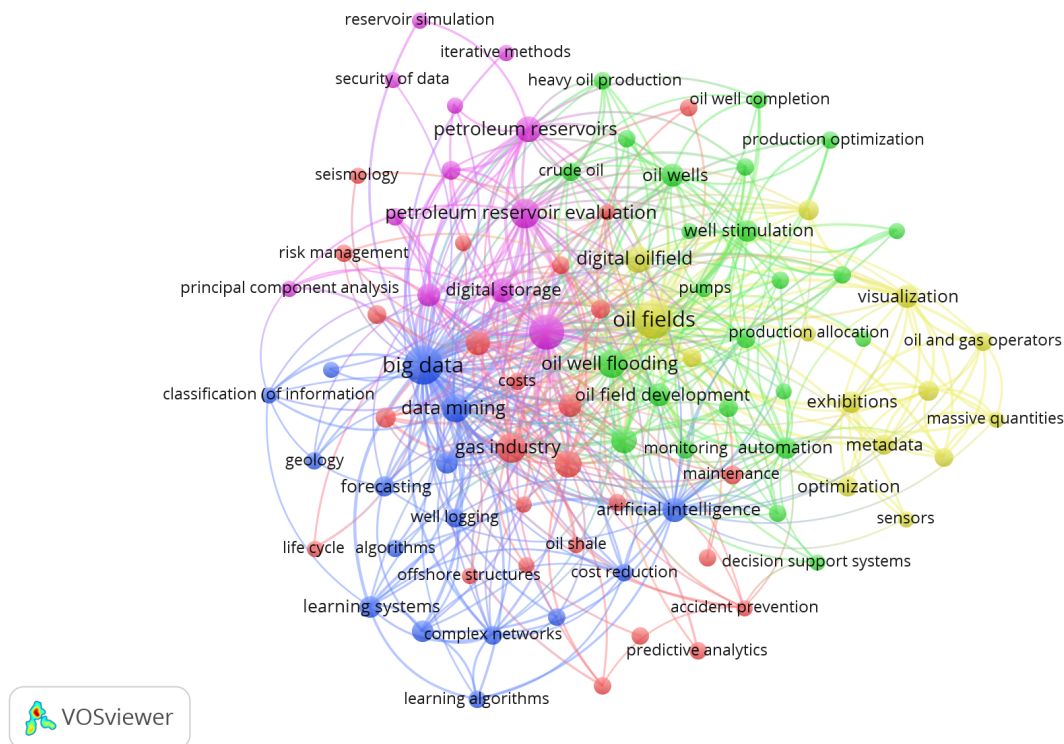 reservoir simulation
iterative methods
security of data
heavy oil production
oil well completion
petroleum reservoirs
production optimization
seismology
crude oil
oil wells
petroleum reservoir evaluation
well stimulation
risk management
digital oilfield
principal component analysis
digital storage
pumps
visualization
oil fields
production allocation
oil and gas operators
big data
oil well flooding
costs
classification (of information
data mining
oil field development
exhibitions
massive quantities
gas industry
monitoring
automation
metadata
geology
maintenance
forecasting
optimization
well logging
artificial intelligence
sensors
life cycle
algorithms
oil shale
decision support systems
offshore structures
cost reduction
learning systems
accident prevention
complex networks
predictive analytics
learning algorithms
VOSviewer